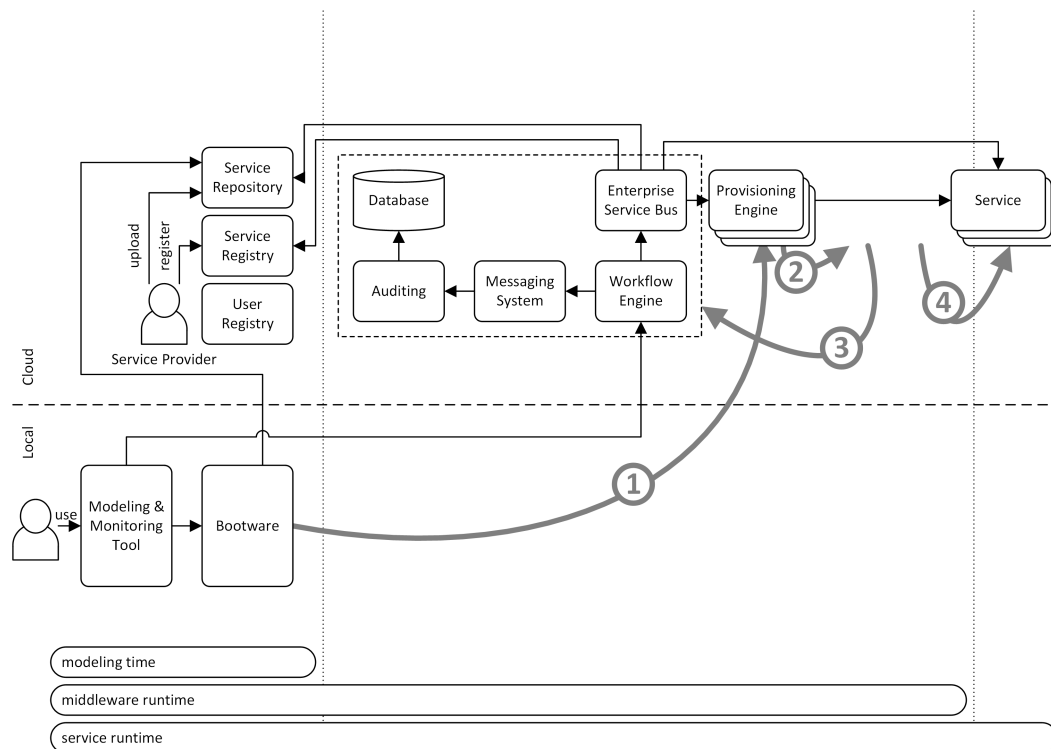 Service
Repository
Service
Registry
User
Registry
upload
register
Service Provider
Database
Auditing
Messaging
System
Enterprise
Service Bus
Workflow
Engine
Provisioning
Engine
Service
1
2
3
4
Cloud
Local
use
Modeling &
Monitoring
Tool
Bootware
modeling time
middleware runtime
service runtime